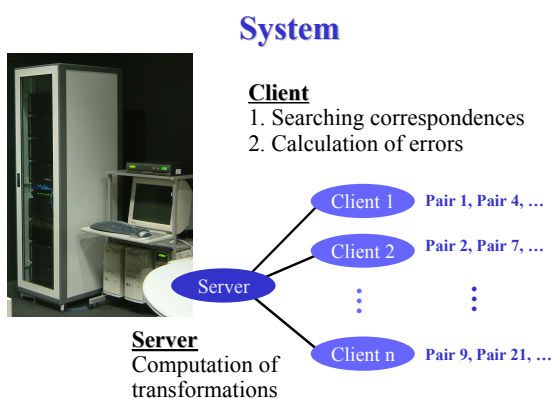 System
Client
1. Searching correspondences
2. Calculation of errors
Client 1 Pair 1, Pair 4, …
Client 2 Pair 2, Pair 7, …
Server
Client n Pair 9, Pair 21, …
Server
Computation of
transformations